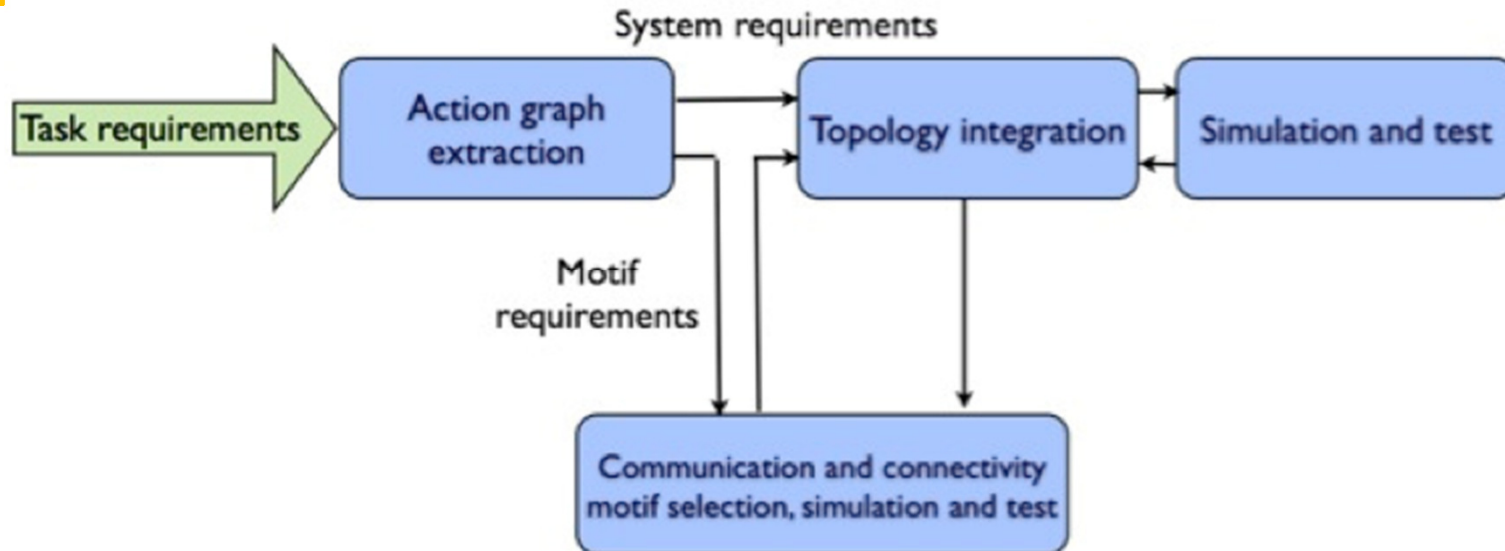 System requirements
Task requirements
Action graph
extraction
Topology integration
Simulation and test
Motif
requirements
Communication and connectivity
motif selection, simulation and test